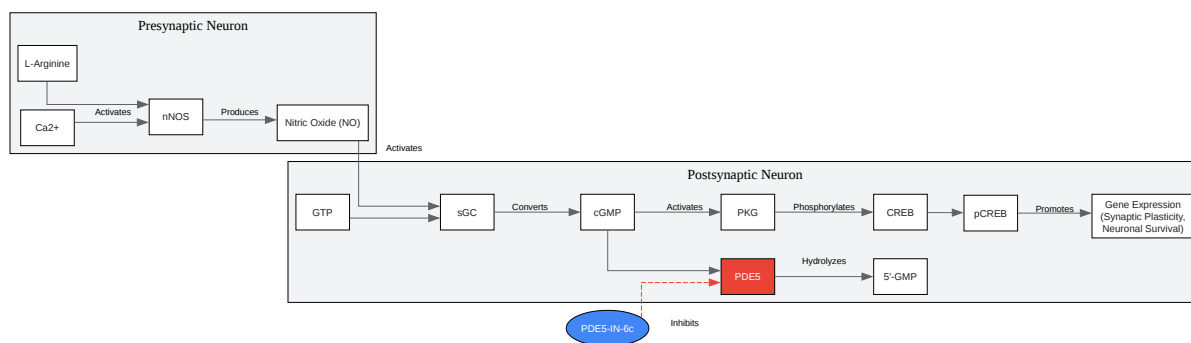 Presynaptic Neuron
L-Arginine
Ca2+
Activates
nNOS
Produces
Nitric Oxide (NO)
Activates
Postsynaptic Neuron
GTP
sGC
Converts
cGMP
Activates
PKG
Phosphorylates
CREB
pCREB
Promotes
Gene Expression
(Synaptic Plasticity,
Neuronal Survival)
PDE5
Hydrolyzes
5'-GMP
PDE5-IN-6c
Inhibits